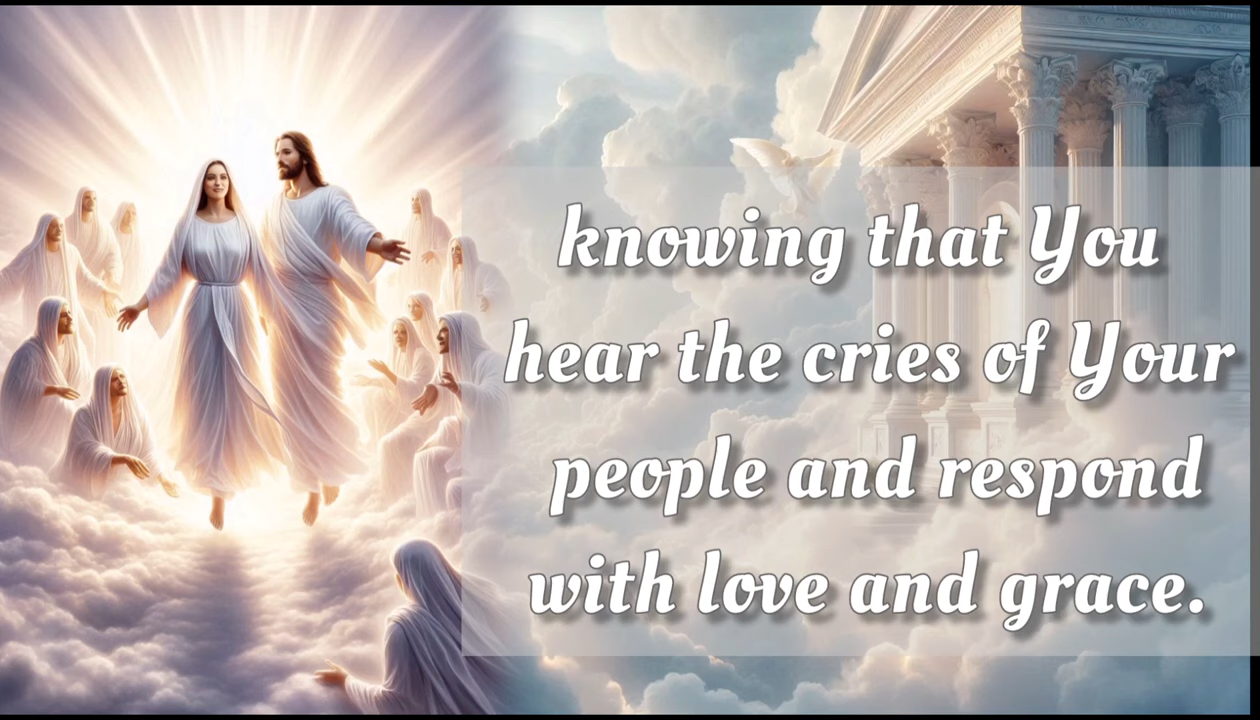 knowing that You
hear the cries of Your
people and respond
with love and grace.